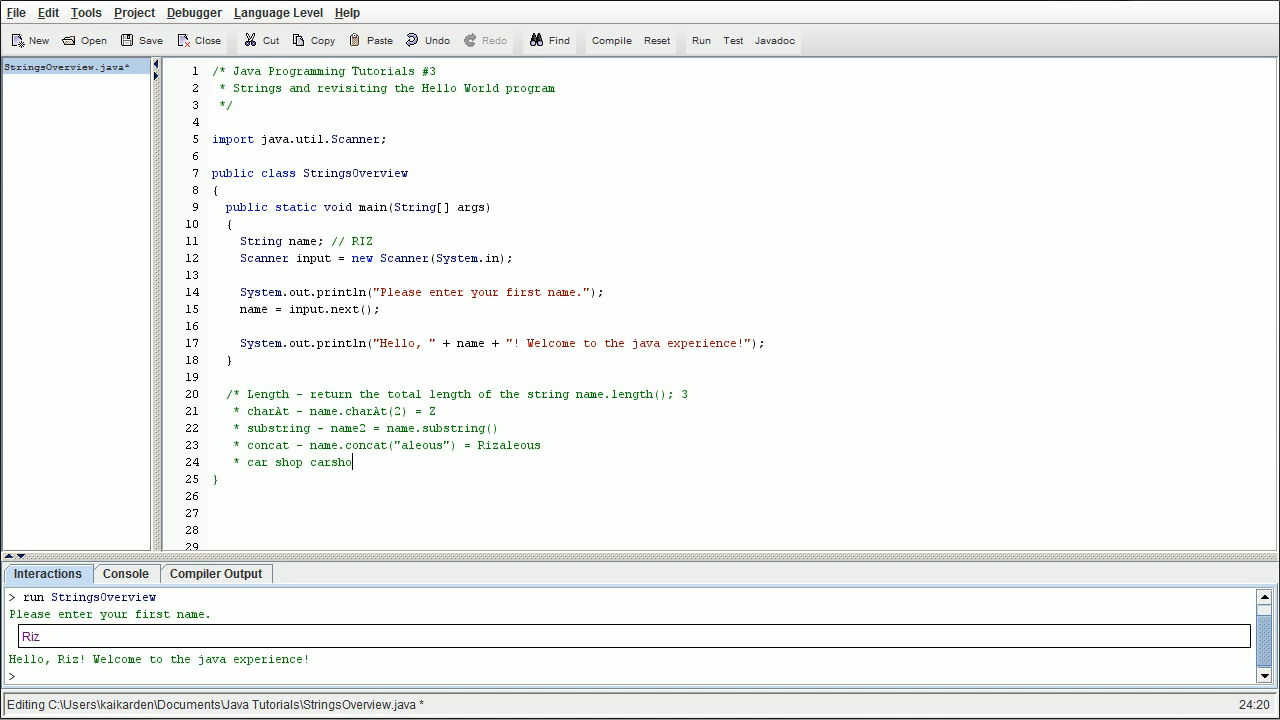 File Edit Tools Project Debugger Language Level Help
New Open Save Close Cut Copy Paste Undo Redo Find Compile Reset Run Test Javadoc
StringsOverview.java*
1 /* Java Programming Tutorials #3
2 * Strings and revisiting the Hello World program
3 */
4
5 import java.util.Scanner;
6
7 public class StringsOverview
8 {
9 public static void main(String[] args)
10 {
11 String name; // RIZ
12 Scanner input = new Scanner(System.in);
13
14 System.out.println("Please enter your first name.");
15 name = input.next();
16
17 System.out.println("Hello, " + name + "! Welcome to the java experience!");
18 }
19
20 /* Length - return the total length of the string name.length(); 3
21 * charAt - name.charAt(2) = Z
22 * substring - name2 = name.substring()
23 * concat - name.concat("aleous") = Rizaleous
24 * car shop carsho
25 }
26
27
28
29
Interactions Console Compiler Output
> run StringsOverview
Please enter your first name.
Riz
Hello, Riz! Welcome to the java experience!
>
Editing C:\Users\kaikarden\Documents\Java Tutorials\StringsOverview.java * 24:20